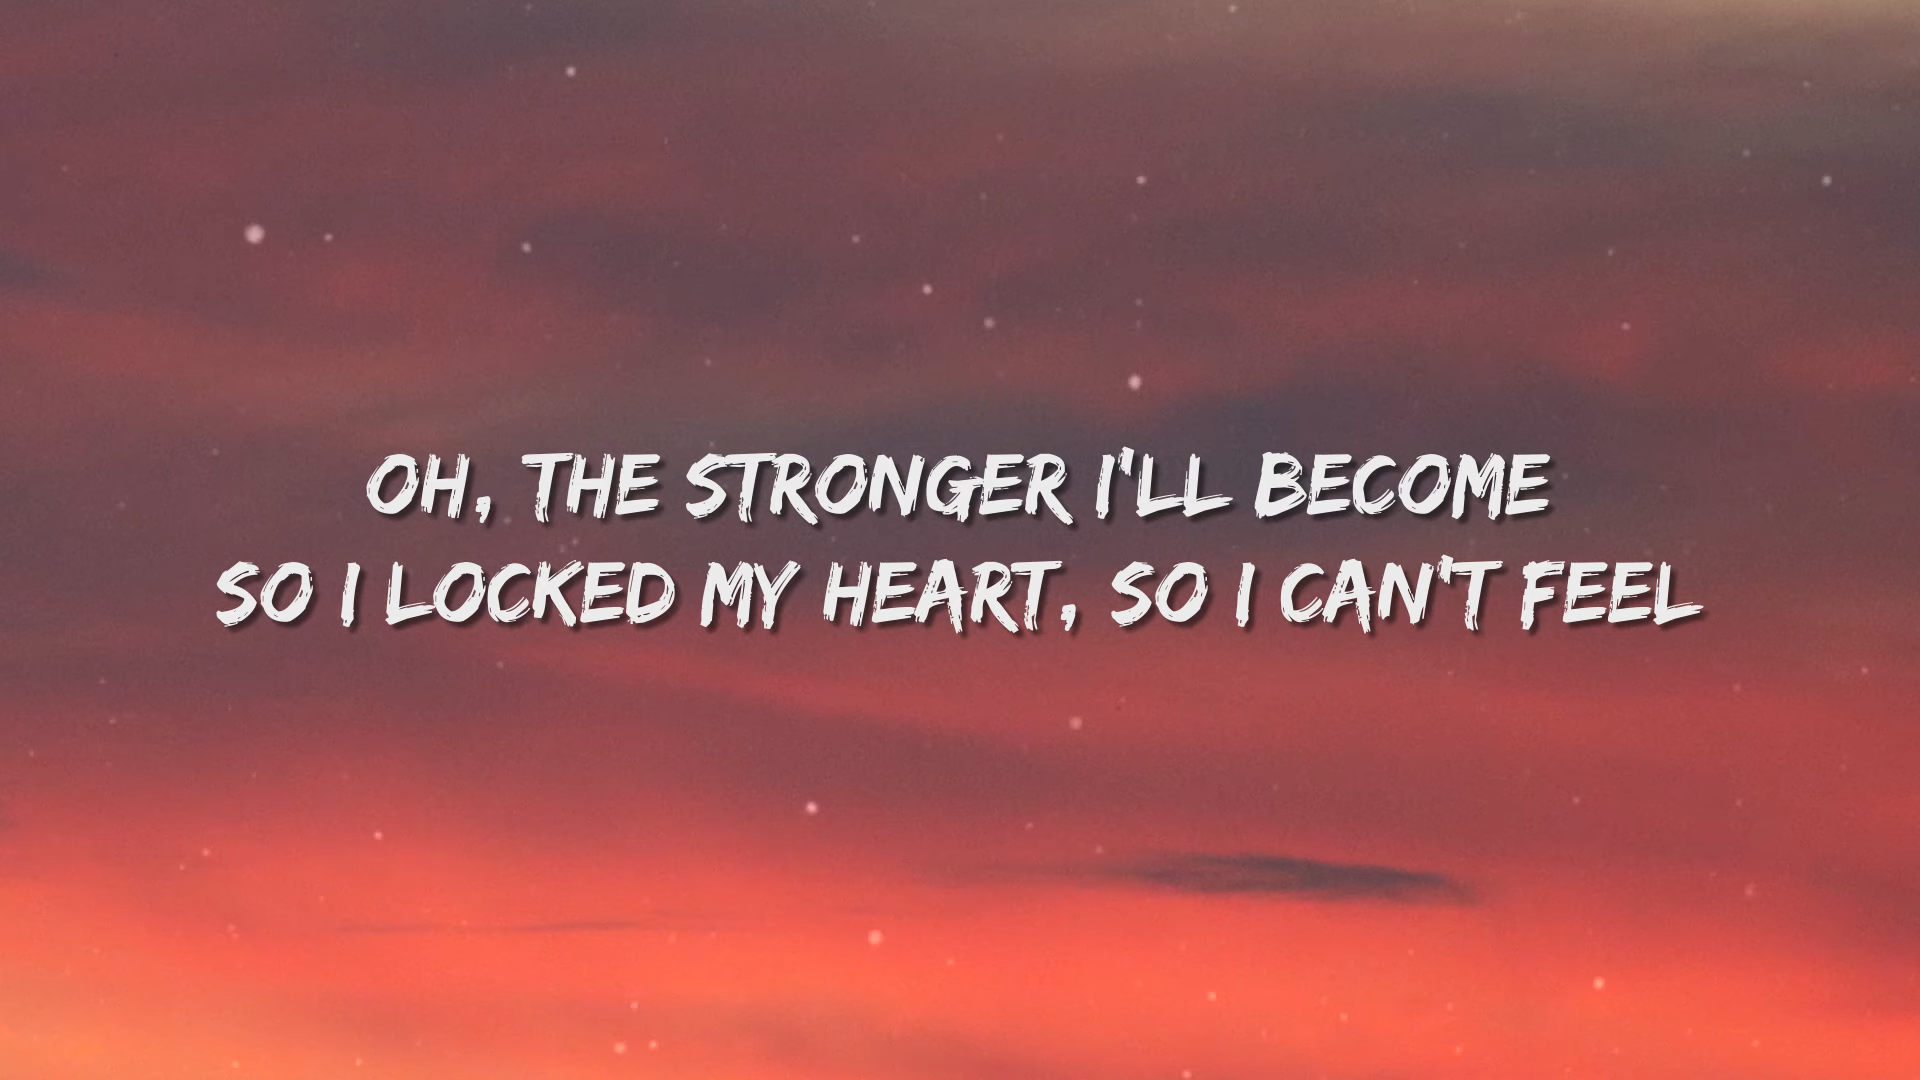 OH, THE STRONGER I'LL BECOME
SO I LOCKED MY HEART, SO I CAN'T FEEL